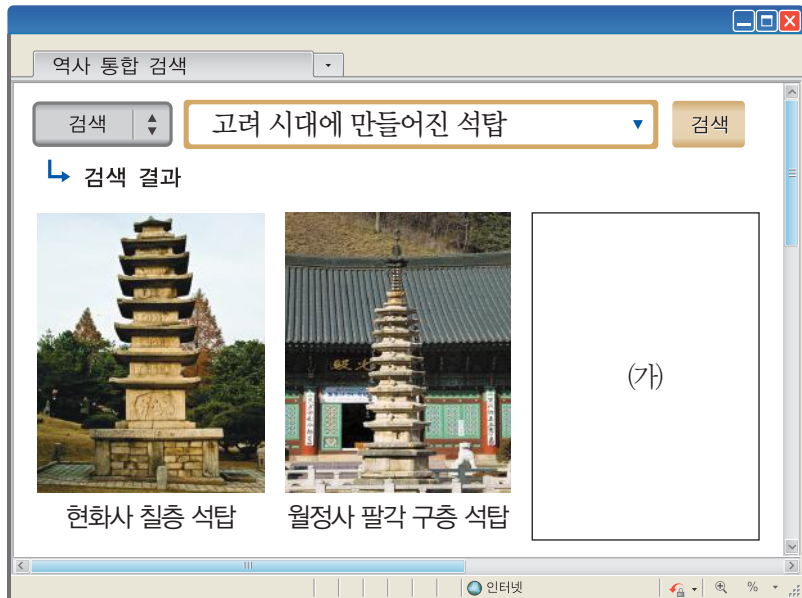 역사 통합 검색
검색
고려 시대에 만들어진 석탑
검색
검색 결과
(가)
현화사 칠층 석탑
월정사 팔각 구층 석탑
인터넷
%